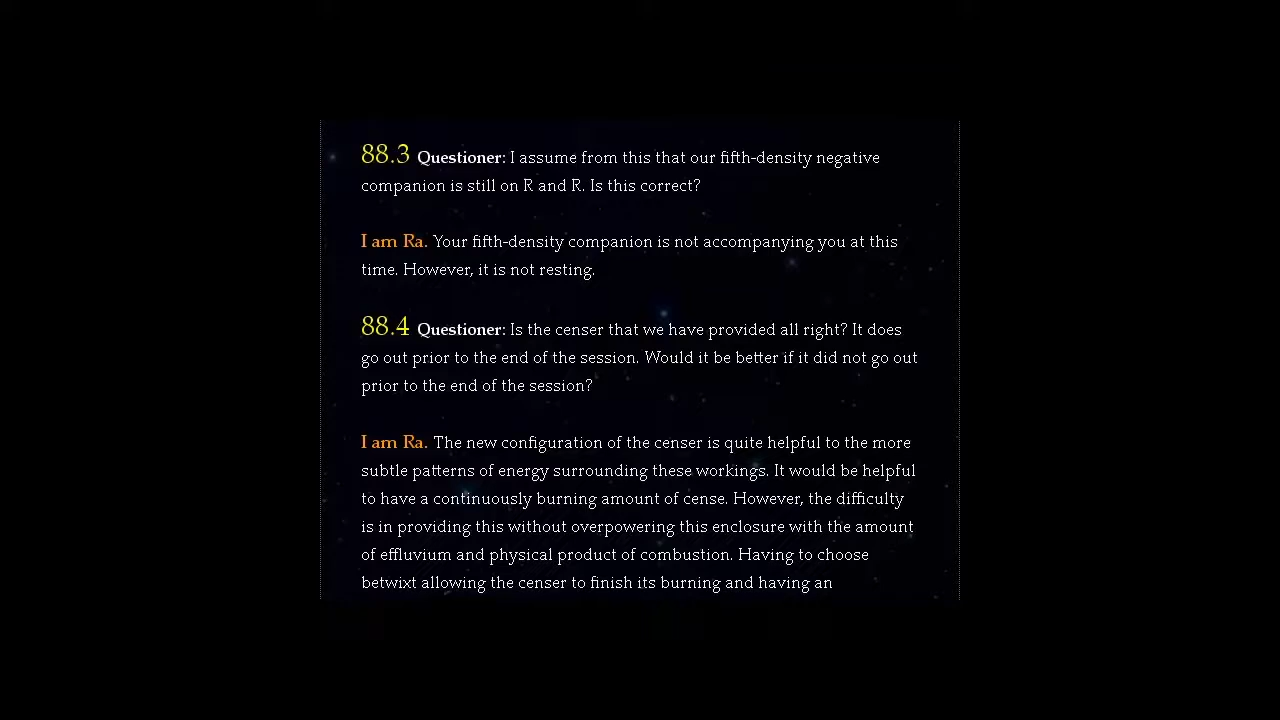 88.3 Questioner: I assume from this that our fifth-density negative
companion is still on R and R. Is this correct?
I am Ra. Your fifth-density companion is not accompanying you at this
time. However, it is not resting.
88.4 Questioner: Is the censer that we have provided all right? It does
go out prior to the end of the session. Would it be better if it did not go out
prior to the end of the session?
I am Ra. The new configuration of the censer is quite helpful to the more
subtle patterns of energy surrounding these workings. It would be helpful
to have a continuously burning amount of cense. However, the difficulty
is in providing this without overpowering this enclosure with the amount
of effluvium and physical product of combustion. Having to choose
betwixt allowing the censer to finish its burning and having an